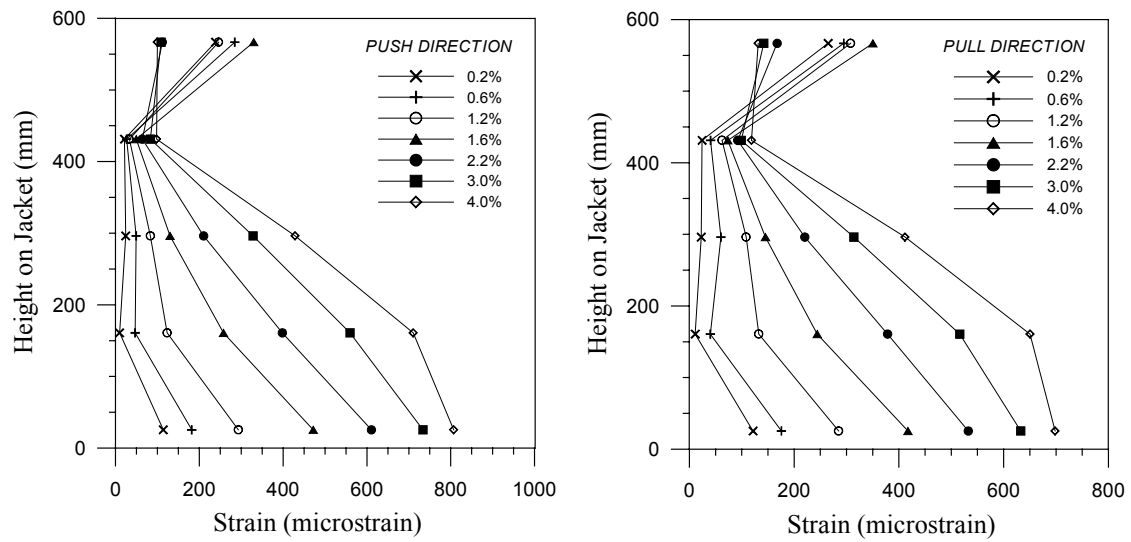 600
400
200
0
Height on Jacket (mm)
PUSH DIRECTION
0.2%
0.6%
1.2%
1.6%
2.2%
3.0%
4.0%
0 200 400 600 800 1000
Strain (microstrain)
600
400
200
0
Height on Jacket (mm)
PULL DIRECTION
0.2%
0.6%
1.2%
1.6%
2.2%
3.0%
4.0%
0 200 400 600 800
Strain (microstrain)